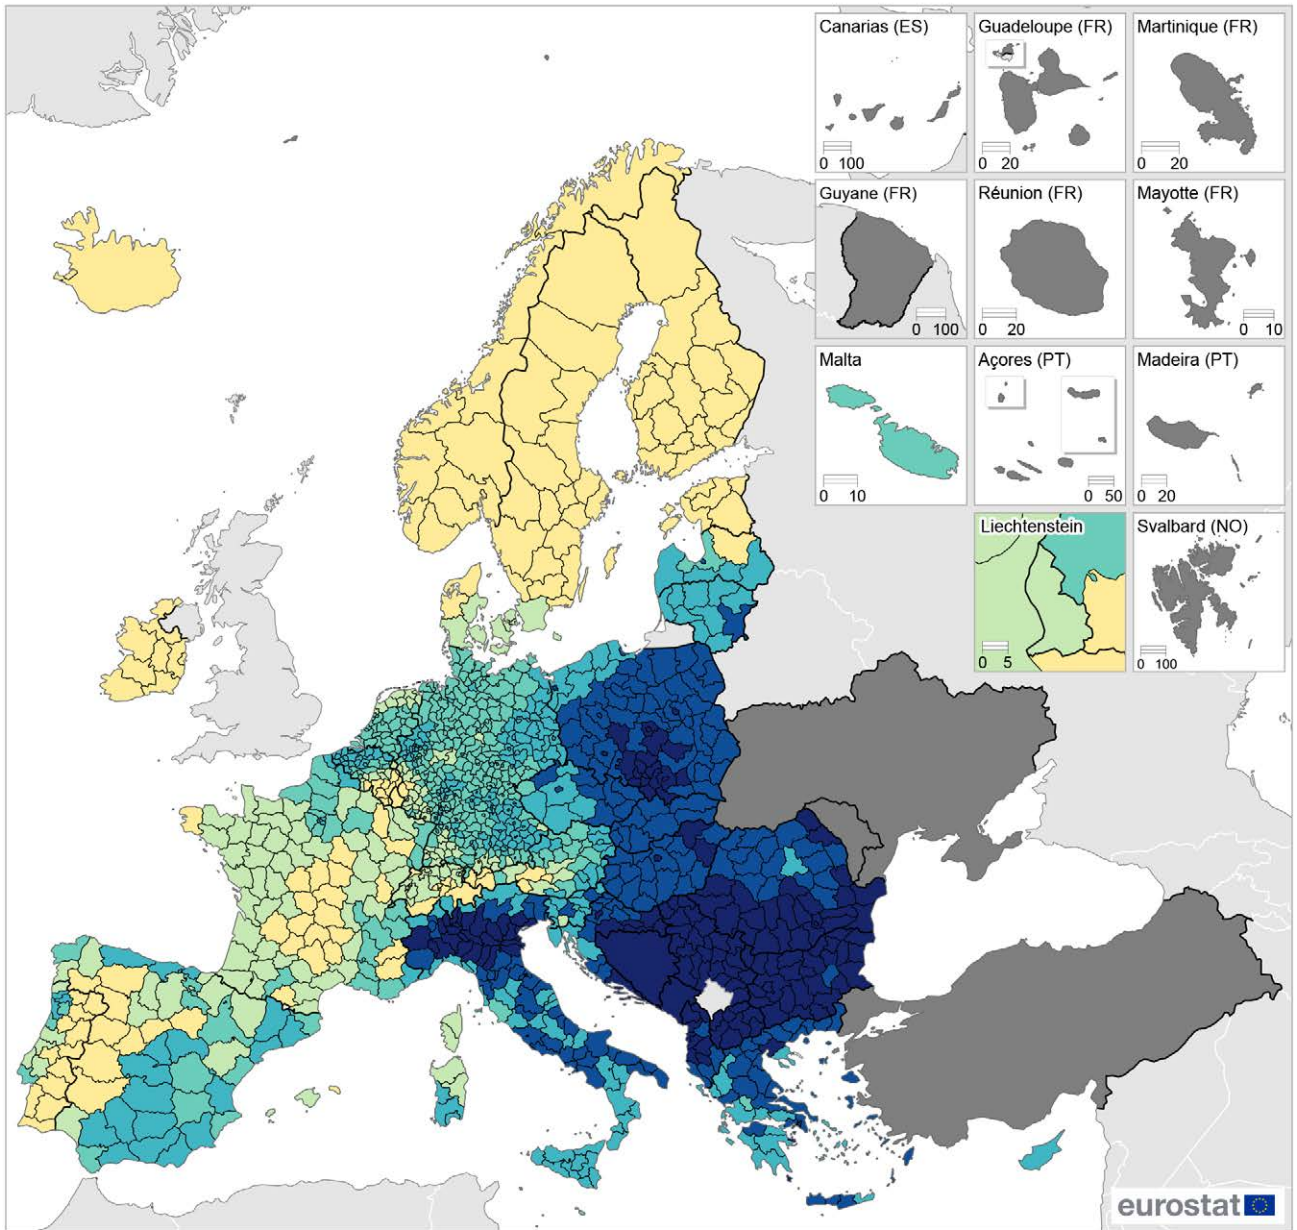 Canarias (ES)
0 100
Guadeloupe (FR)
0 20
Martinique (FR)
0 20
Guyane (FR)
0 100
Réunion (FR)
0 20
Mayotte (FR)
0 10
Malta
0 10
Açores (PT)
0 50
Madeira (PT)
0 20
Liechtenstein
0 5
Svalbard (NO)
0 100
eurostat